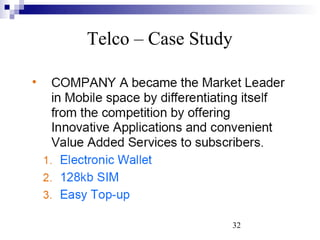 Telco – Case Study
• COMPANY A became the Market Leader
in Mobile space by differentiating itself
from the competition by offering
Innovative Applications and convenient
Value Added Services to subscribers.
1. Electronic Wallet
2. 128kb SIM
3. Easy Top-up
32